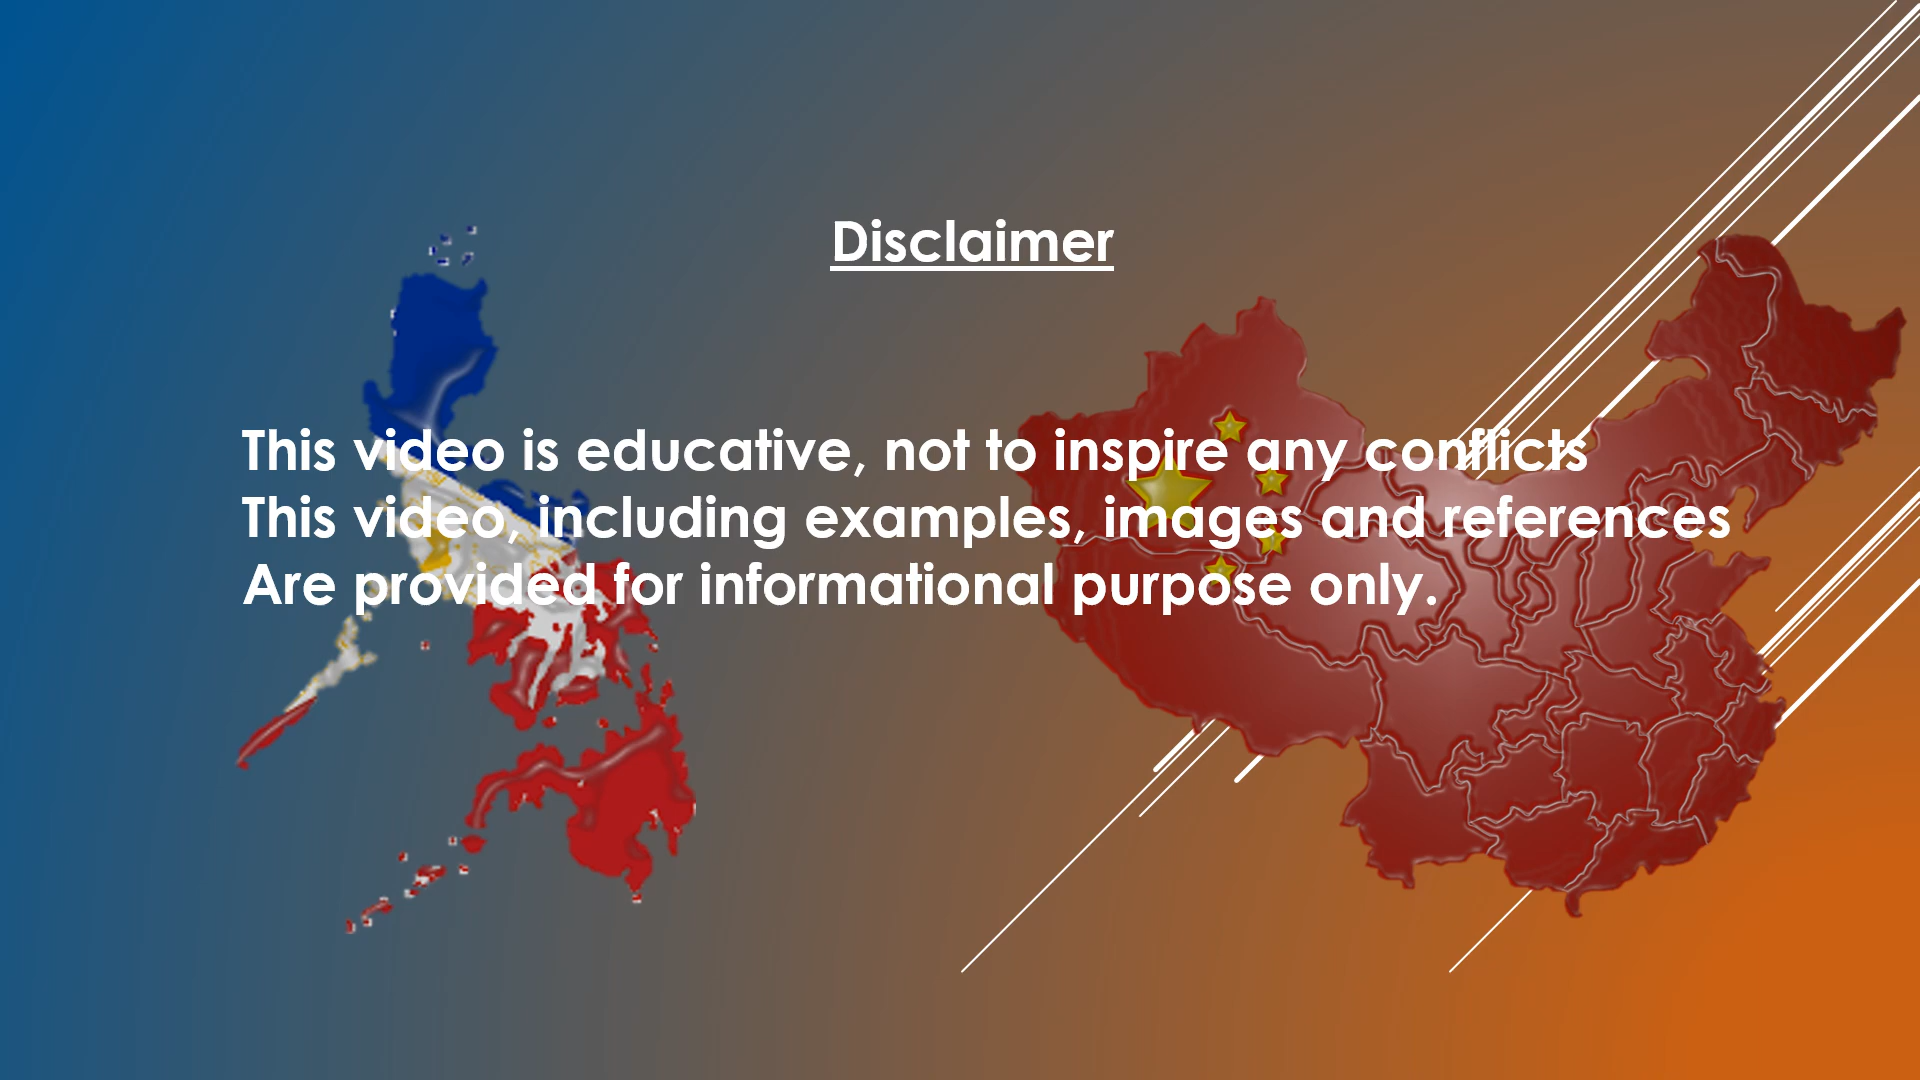 Disclaimer
This video is educative, not to inspire any conflicts
This video, including examples, images and references
Are provided for informational purpose only.